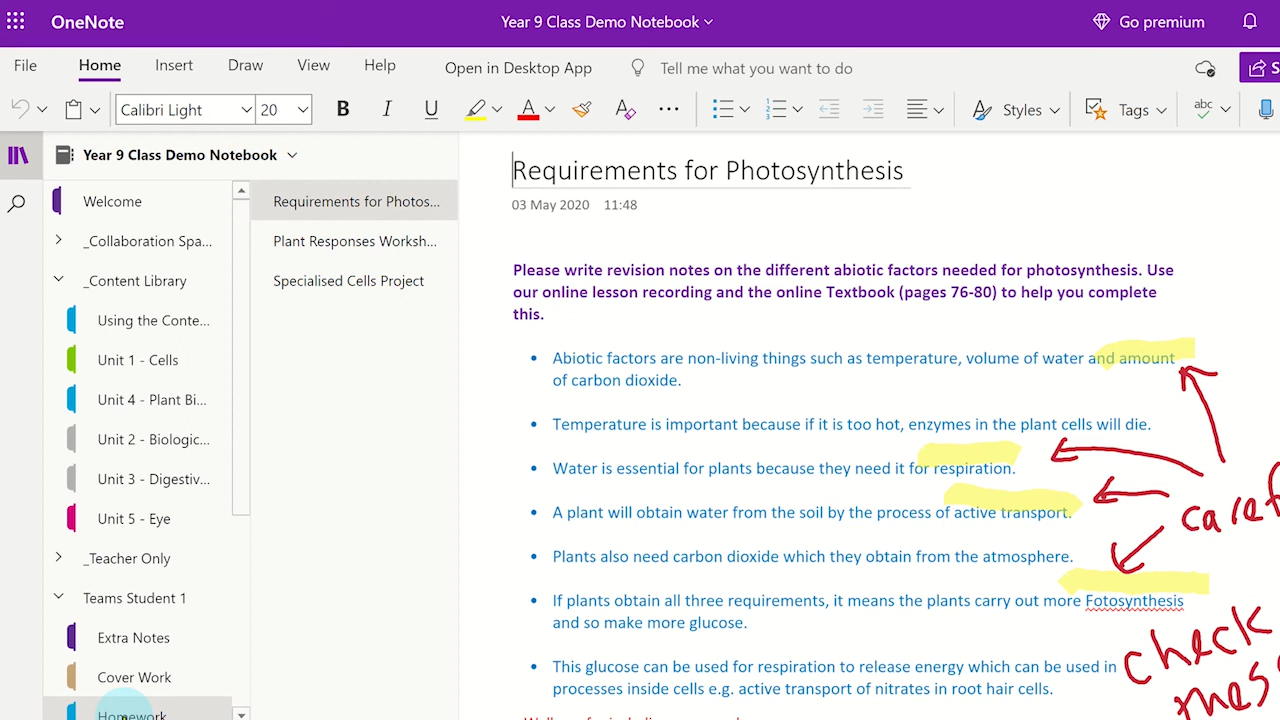 OneNote
Year 9 Class Demo Notebook
Go premium
File Home Insert Draw View Help Open in Desktop App Tell me what you want to do
Calibri Light 20 B I U A Styles Tags abc
Year 9 Class Demo Notebook
Welcome
_Collaboration Spa...
_Content Library
Using the Conte...
Unit 1 - Cells
Unit 4 - Plant Bi...
Unit 2 - Biologic...
Unit 3 - Digestiv...
Unit 5 - Eye
_Teacher Only
Teams Student 1
Extra Notes
Cover Work
Homework
Requirements for Photos...
Plant Responses Worksh...
Specialised Cells Project
Requirements for Photosynthesis
03 May 2020 11:48
Please write revision notes on the different abiotic factors needed for photosynthesis. Use
our online lesson recording and the online Textbook (pages 76-80) to help you complete
this.
• Abiotic factors are non-living things such as temperature, volume of water and amount
of carbon dioxide.
• Temperature is important because if it is too hot, enzymes in the plant cells will die.
• Water is essential for plants because they need it for respiration.
• A plant will obtain water from the soil by the process of active transport.
• Plants also need carbon dioxide which they obtain from the atmosphere.
• If plants obtain all three requirements, it means the plants carry out more Fotosynthesis
and so make more glucose.
• This glucose can be used for respiration to release energy which can be used in
processes inside cells e.g. active transport of nitrates in root hair cells.
caref
check
thes